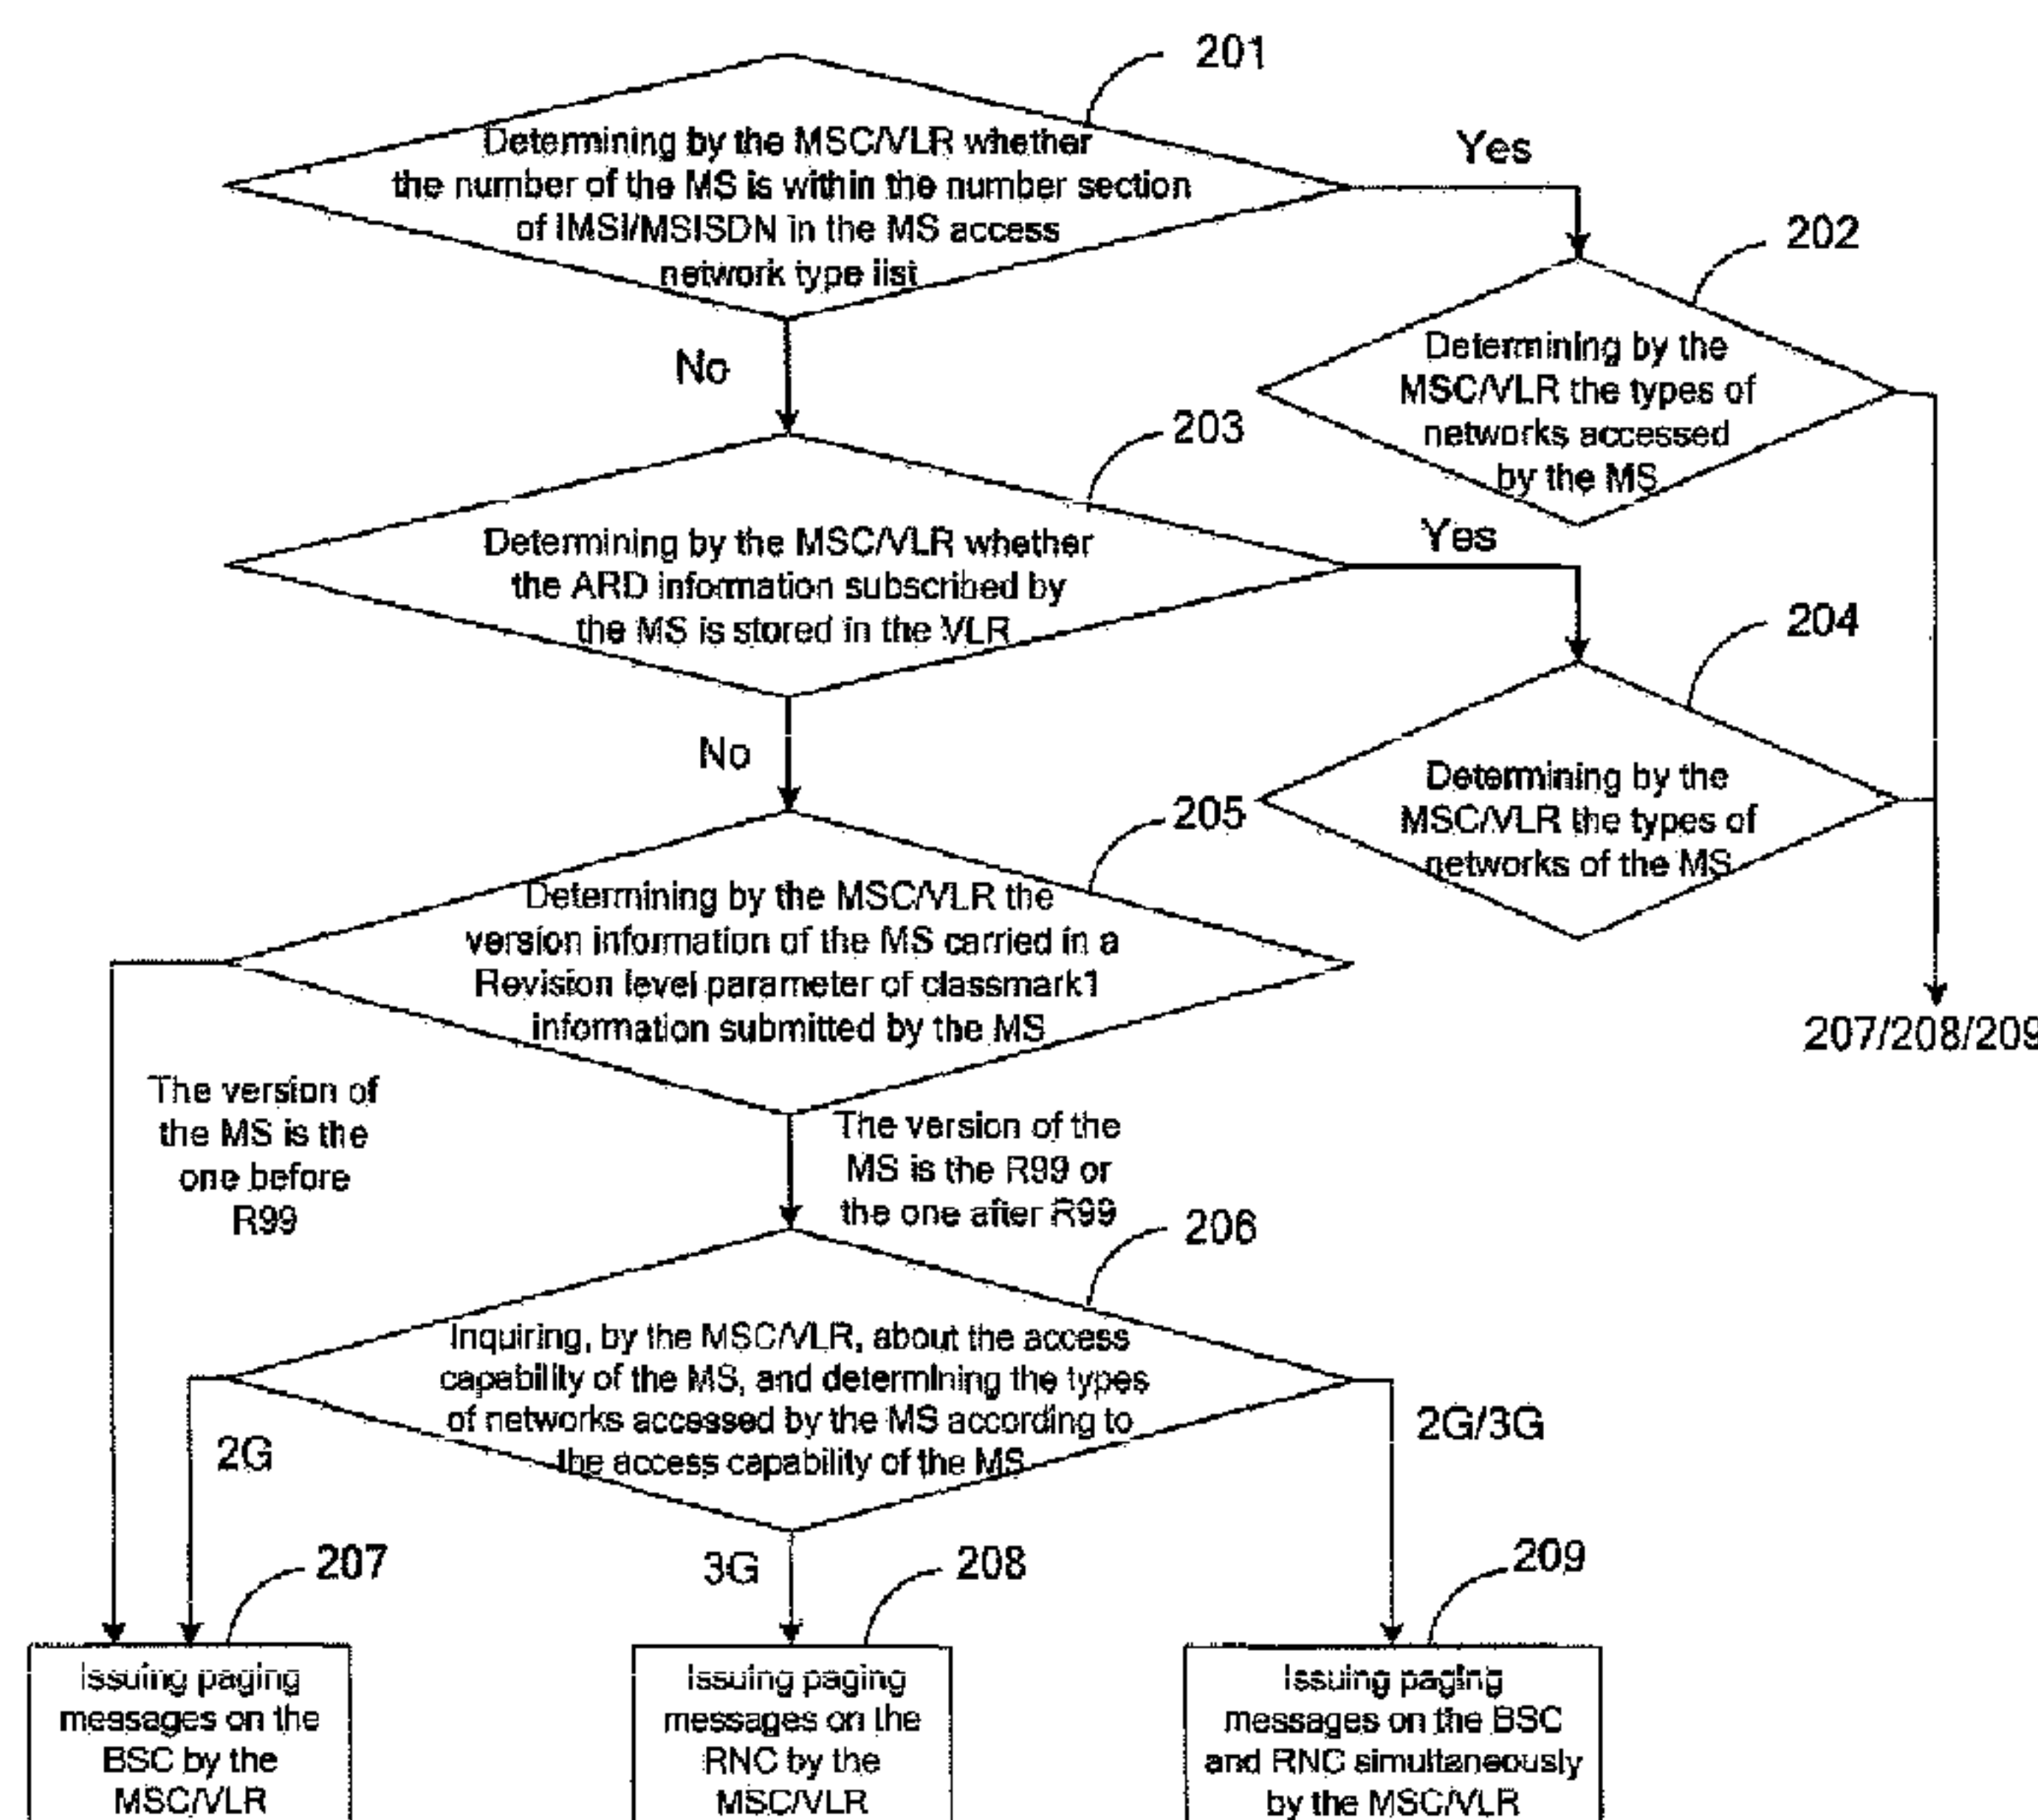 201
Determining by the MSC/VLR whether
the number of the MS is within the number section
of IMSI/MSISDN in the MS access
network type list
Yes
202
Determining by the
MSC/VLR the types of
networks accessed
by the MS
No
203
Determining by the MSC/VLR whether
the ARD information subscribed by
the MS is stored in the VLR
Yes
204
Determining by the
MSC/VLR the types of
networks of the MS
207/208/209
No
205
Determining by the MSC/VLR the
version information of the MS carried in a
Revision level parameter of classmark1
information submitted by the MS
The version of
the MS is the
one before
R99
The version of the
MS is the R99 or
the one after R99
206
Inquiring, by the MSC/VLR, about the access
capability of the MS, and determining the types
of networks accessed by the MS according to
the access capability of the MS
2G
3G
2G/3G
207
Issuing paging
messages on the
BSC by the
MSC/VLR
208
Issuing paging
messages on the
RNC by the
MSC/VLR
209
Issuing paging
messages on the BSC
and RNC simultaneously
by the MSC/VLR